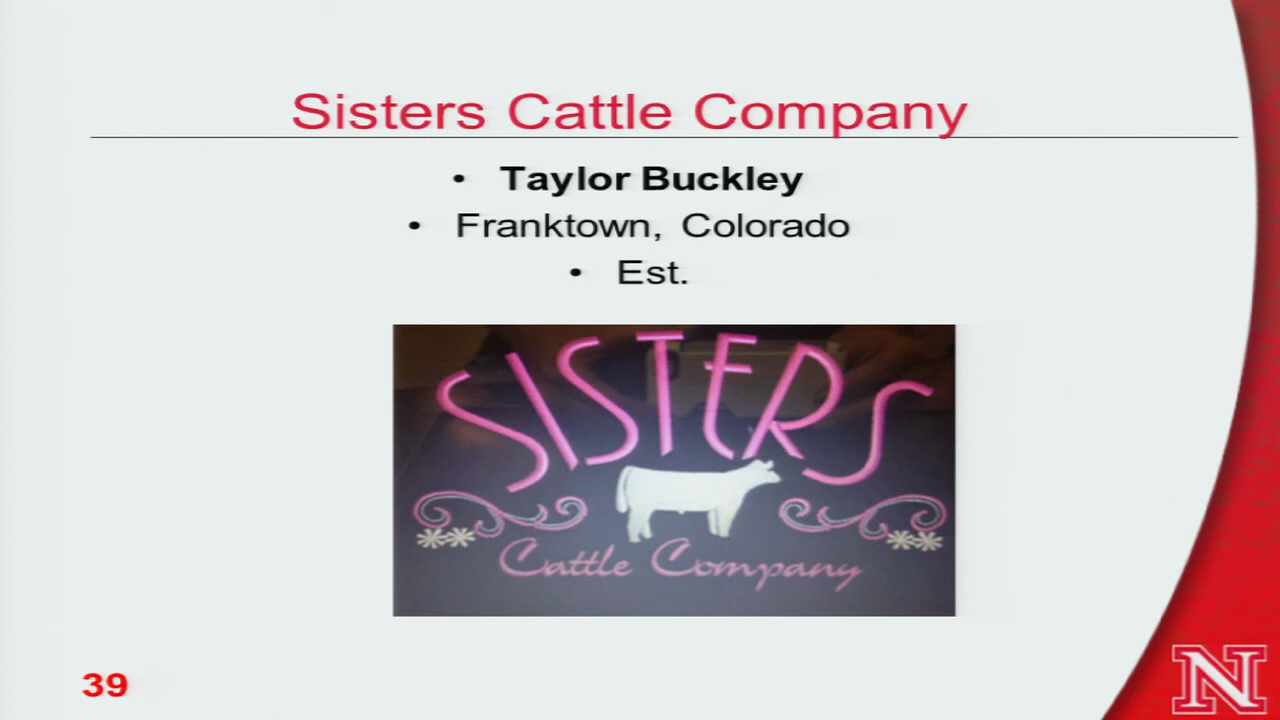 Sisters Cattle Company
• Taylor Buckley
• Franktown, Colorado
• Est.
SISTERS
Cattle Company
39
N